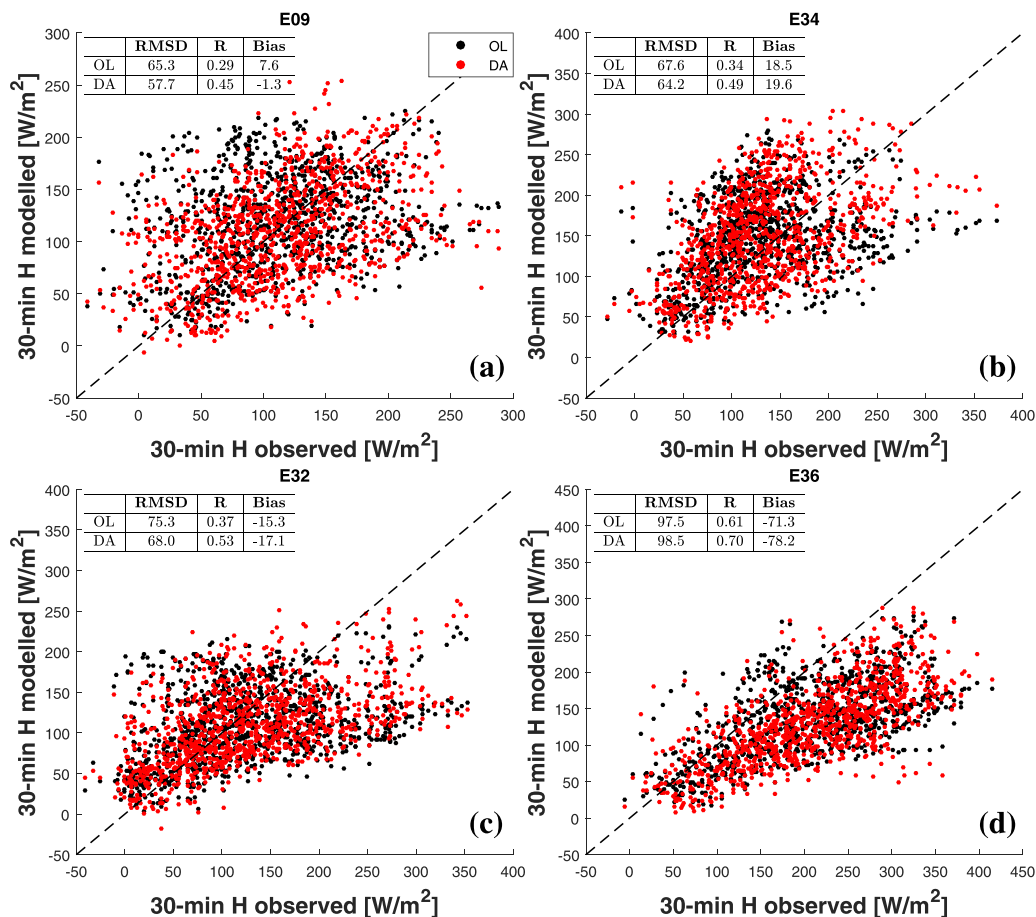 E09
RMSD R Bias
OL 65.3 0.29 7.6
DA 57.7 0.45 -1.3
OL
DA
300
250
200
150
100
50
0
-50
30-min H modelled [W/m²]
(a)
-50 0 50 100 150 200 250 300
30-min H observed [W/m²]
E34
RMSD R Bias
OL 67.6 0.34 18.5
DA 64.2 0.49 19.6
400
350
300
250
200
150
100
50
0
-50
30-min H modelled [W/m²]
(b)
-50 0 50 100 150 200 250 300 350 400
30-min H observed [W/m²]
E32
RMSD R Bias
OL 75.3 0.37 -15.3
DA 68.0 0.53 -17.1
400
350
300
250
200
150
100
50
0
-50
30-min H modelled [W/m²]
(c)
-50 0 50 100 150 200 250 300 350 400
30-min H observed [W/m²]
E36
RMSD R Bias
OL 97.5 0.61 -71.3
DA 98.5 0.70 -78.2
450
400
350
300
250
200
150
100
50
0
-50
30-min H modelled [W/m²]
(d)
-50 0 50 100 150 200 250 300 350 400 450
30-min H observed [W/m²]